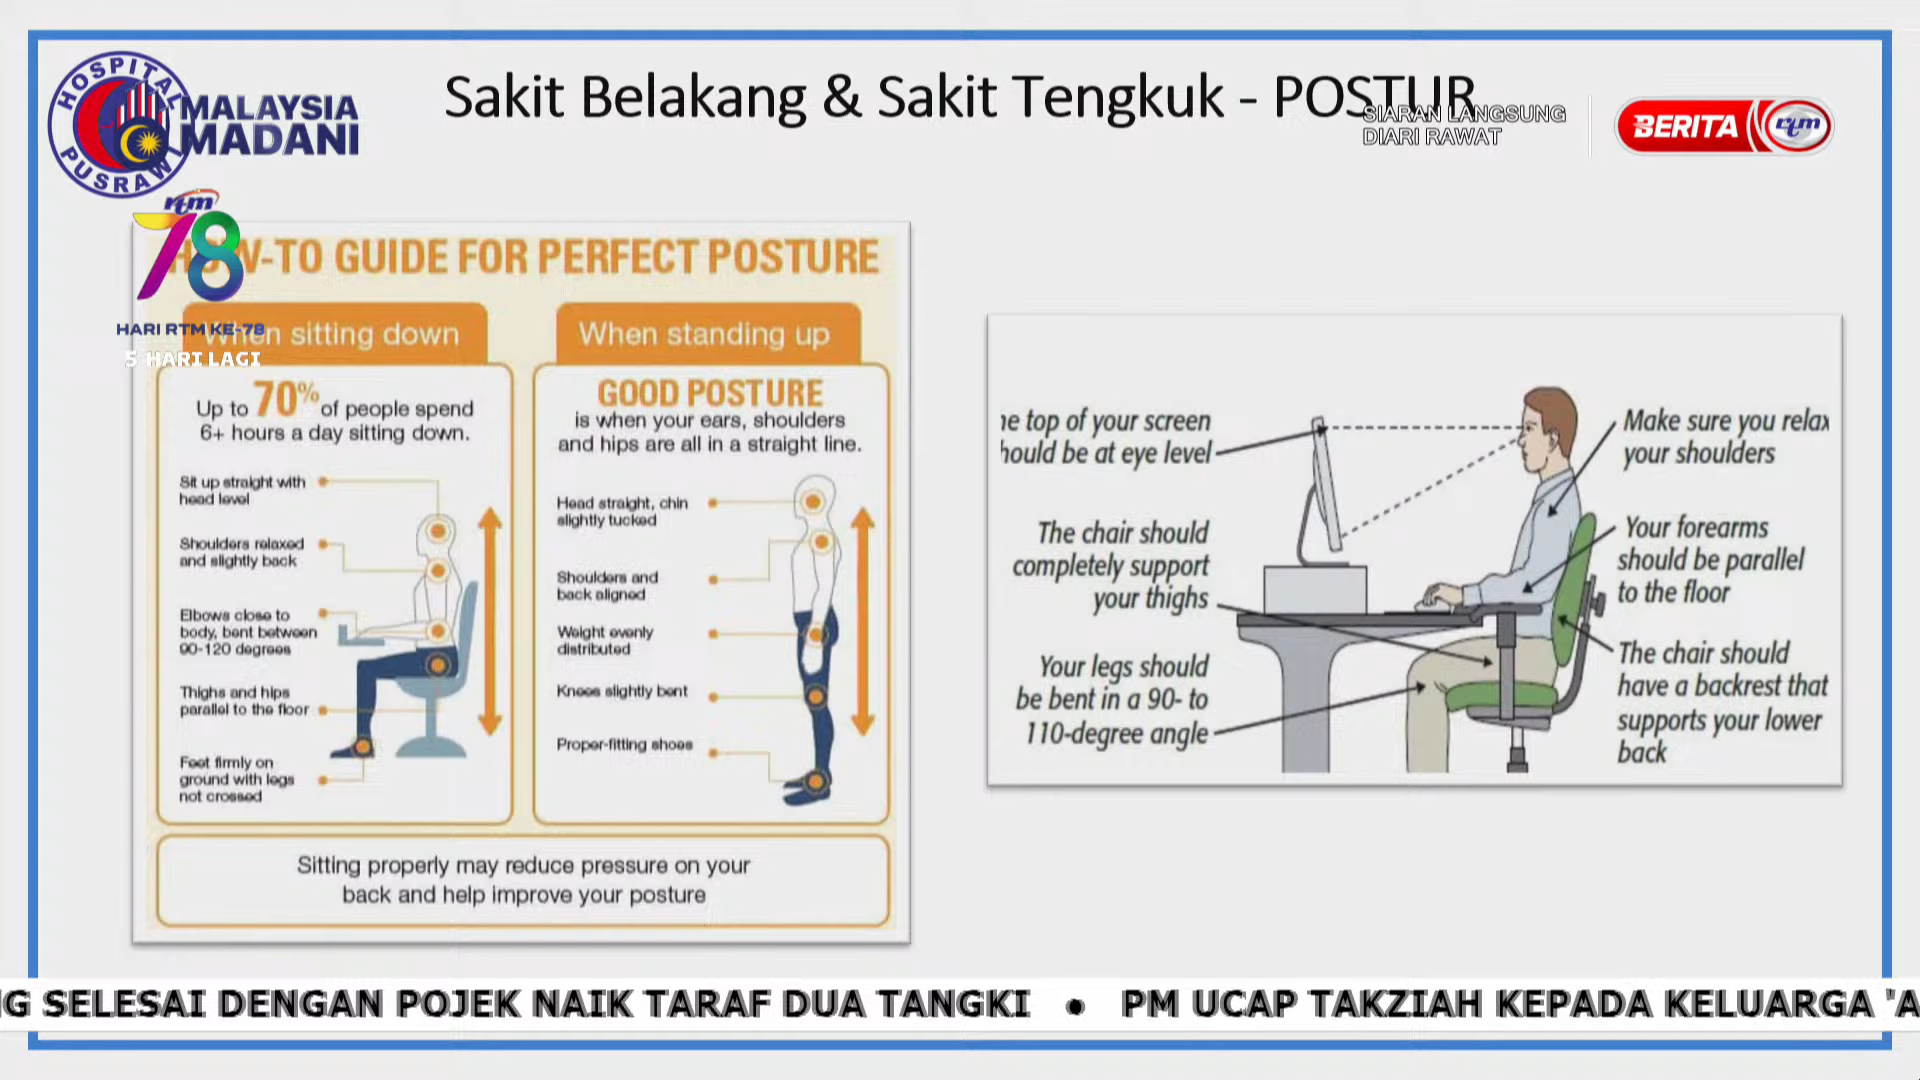 HOSPITAL
PUSRAWI
MALAYSIA
MADANI
Sakit Belakang & Sakit Tengkuk - POSTUR
SIARAN LANGSUNG
DIARI RAWAT
BERITA rtm
rtm
78
HARI RTM KE-78
5 HARI LAGI
HOW-TO GUIDE FOR PERFECT POSTURE
When sitting down
Up to 70% of people spend
6+ hours a day sitting down.
Sit up straight with
head level
Shoulders relaxed
and slightly back
Elbows close to
body, bent between
90-120 degrees
Thighs and hips
parallel to the floor
Feet firmly on
ground with legs
not crossed
When standing up
GOOD POSTURE
is when your ears, shoulders
and hips are all in a straight line.
Head straight, chin
slightly tucked
Shoulders and
back aligned
Weight evenly
distributed
Knees slightly bent
Proper-fitting shoes
Sitting properly may reduce pressure on your
back and help improve your posture
top of your screen
be at eye level
The chair should
completely support
your thighs
Your legs should
be bent in a 90- to
110-degree angle
Make sure you relax
your shoulders
Your forearms
should be parallel
to the floor
The chair should
have a backrest that
supports your lower
back
SELESAI DENGAN POJEK NAIK TARAF DUA TANGKI • PM UCAP TAKZIAH KEPADA KELUARGA